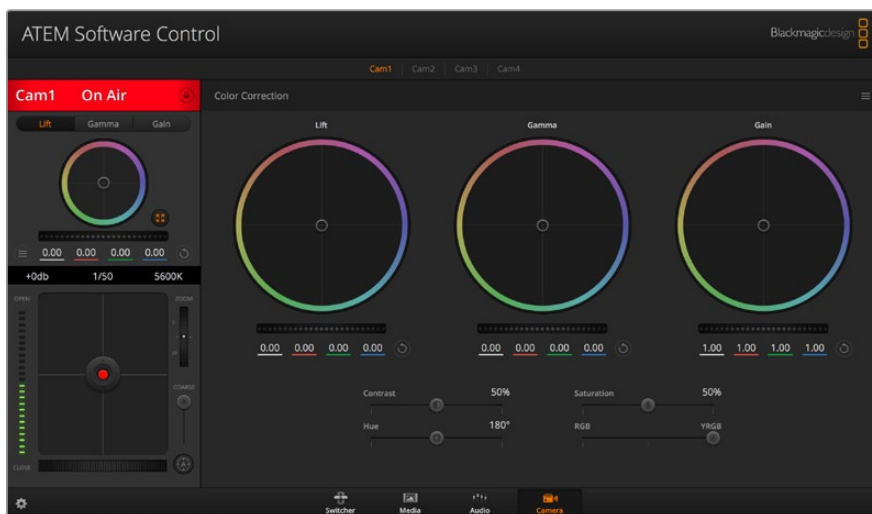 ATEM Software Control
Blackmagicdesign
Cam1 Cam2 Cam3 Cam4
Cam1 On Air
Color Correction
Lift Gamma Gain
Lift Gamma Gain
0.00 0.00 0.00 0.00
+0db 1/50 5600K
OPEN
ZOOM
T
W
COARSE
CLOSE
A
0.00 0.00 0.00 0.00
0.00 0.00 0.00 0.00
1.00 1.00 1.00 1.00
Contrast 50%
Saturation 50%
Hue 180°
RGB YRGB
Switcher Media Audio Camera